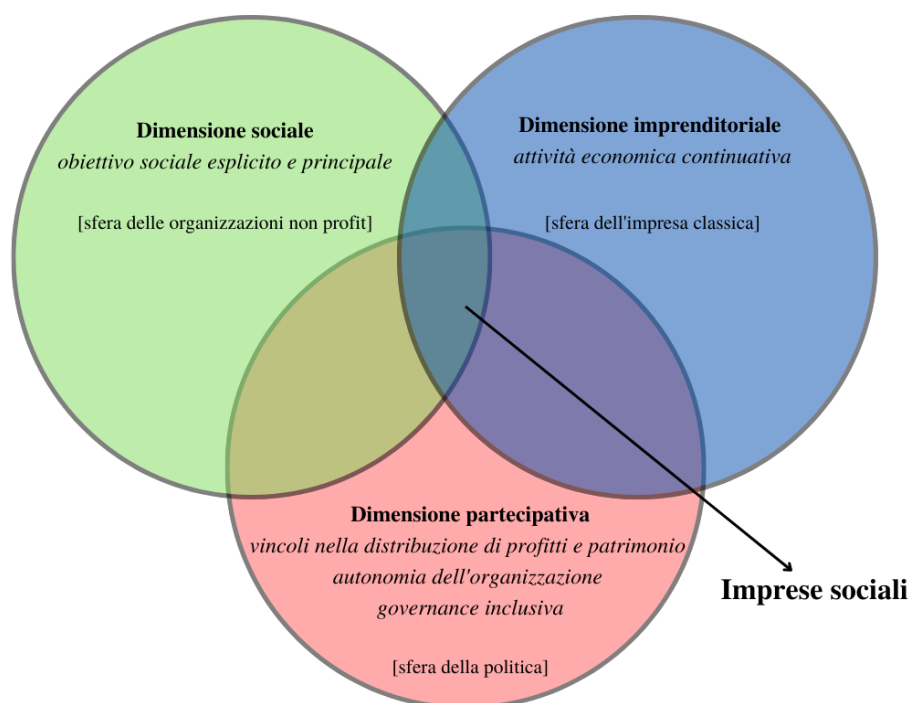 Dimensione sociale
obiettivo sociale esplicito e principale
[sfera delle organizzazioni non profit]
Dimensione imprenditoriale
attività economica continuativa
[sfera dell'impresa classica]
Dimensione partecipativa
vincoli nella distribuzione di profitti e patrimonio
autonomia dell'organizzazione
governance inclusiva
[sfera della politica]
Imprese sociali